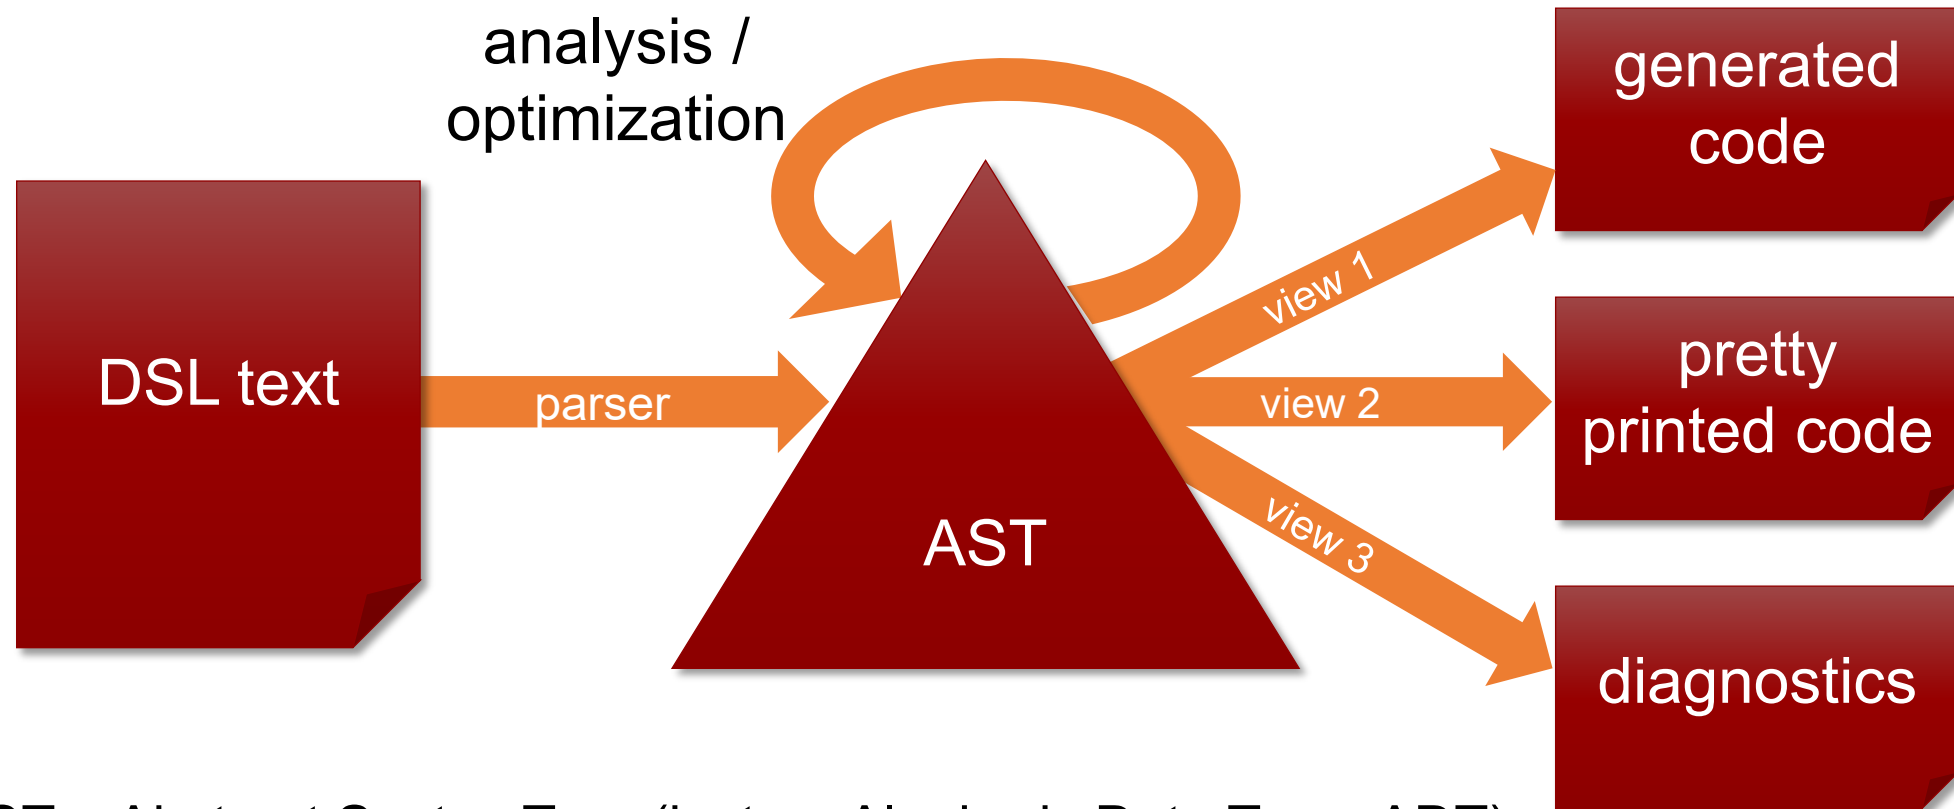 analysis /
optimization
generated
code
DSL text
parser
AST
view 1
view 2
view 3
pretty
printed code
diagnostics